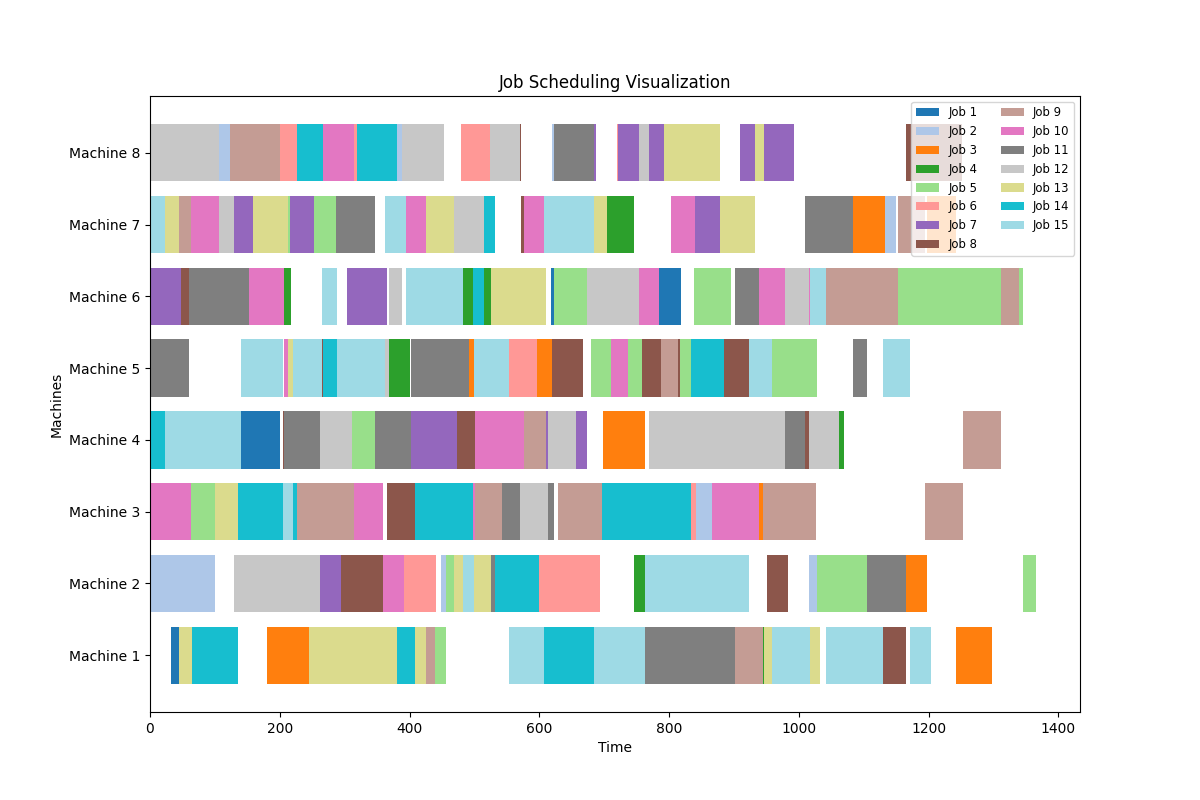 Job Scheduling Visualization
Machines
Machine 8
Machine 7
Machine 6
Machine 5
Machine 4
Machine 3
Machine 2
Machine 1
Job 1
Job 2
Job 3
Job 4
Job 5
Job 6
Job 7
Job 8
Job 9
Job 10
Job 11
Job 12
Job 13
Job 14
Job 15
0 200 400 600 800 1000 1200 1400
Time